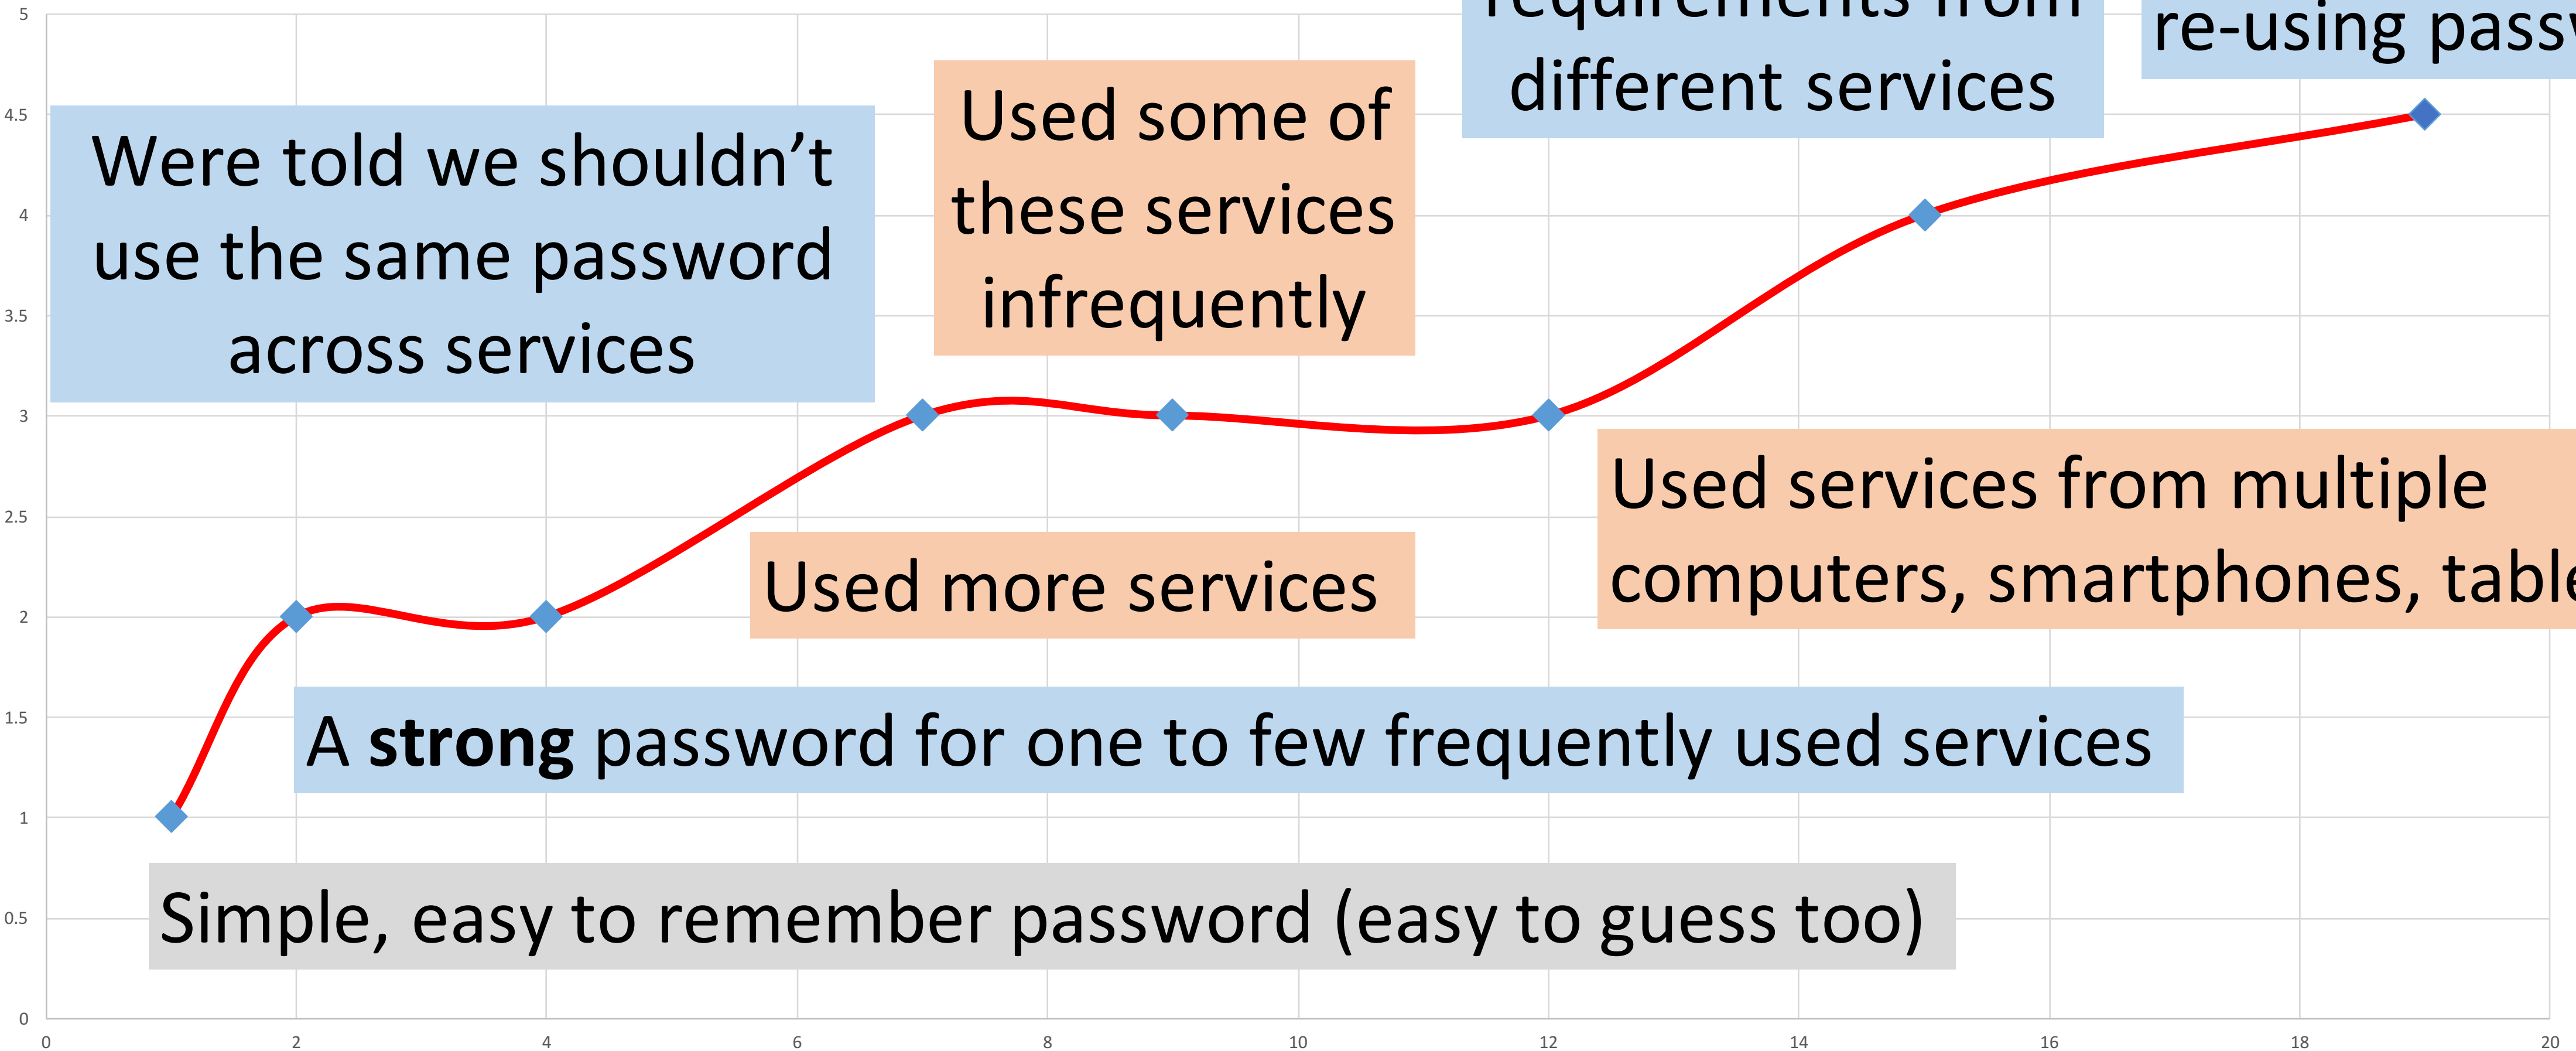 5
4.5
4
3.5
3
2.5
2
1.5
1
0.5
0
0 2 4 6 8 10 12 14 16 18 20
requirements from
different services
re-using
Used some of
these services
infrequently
Were told we shouldn’t
use the same password
across services
Used services from multiple
computers, smartphones,
Used more services
A strong password for one to few frequently used services
Simple, easy to remember password (easy to guess too)